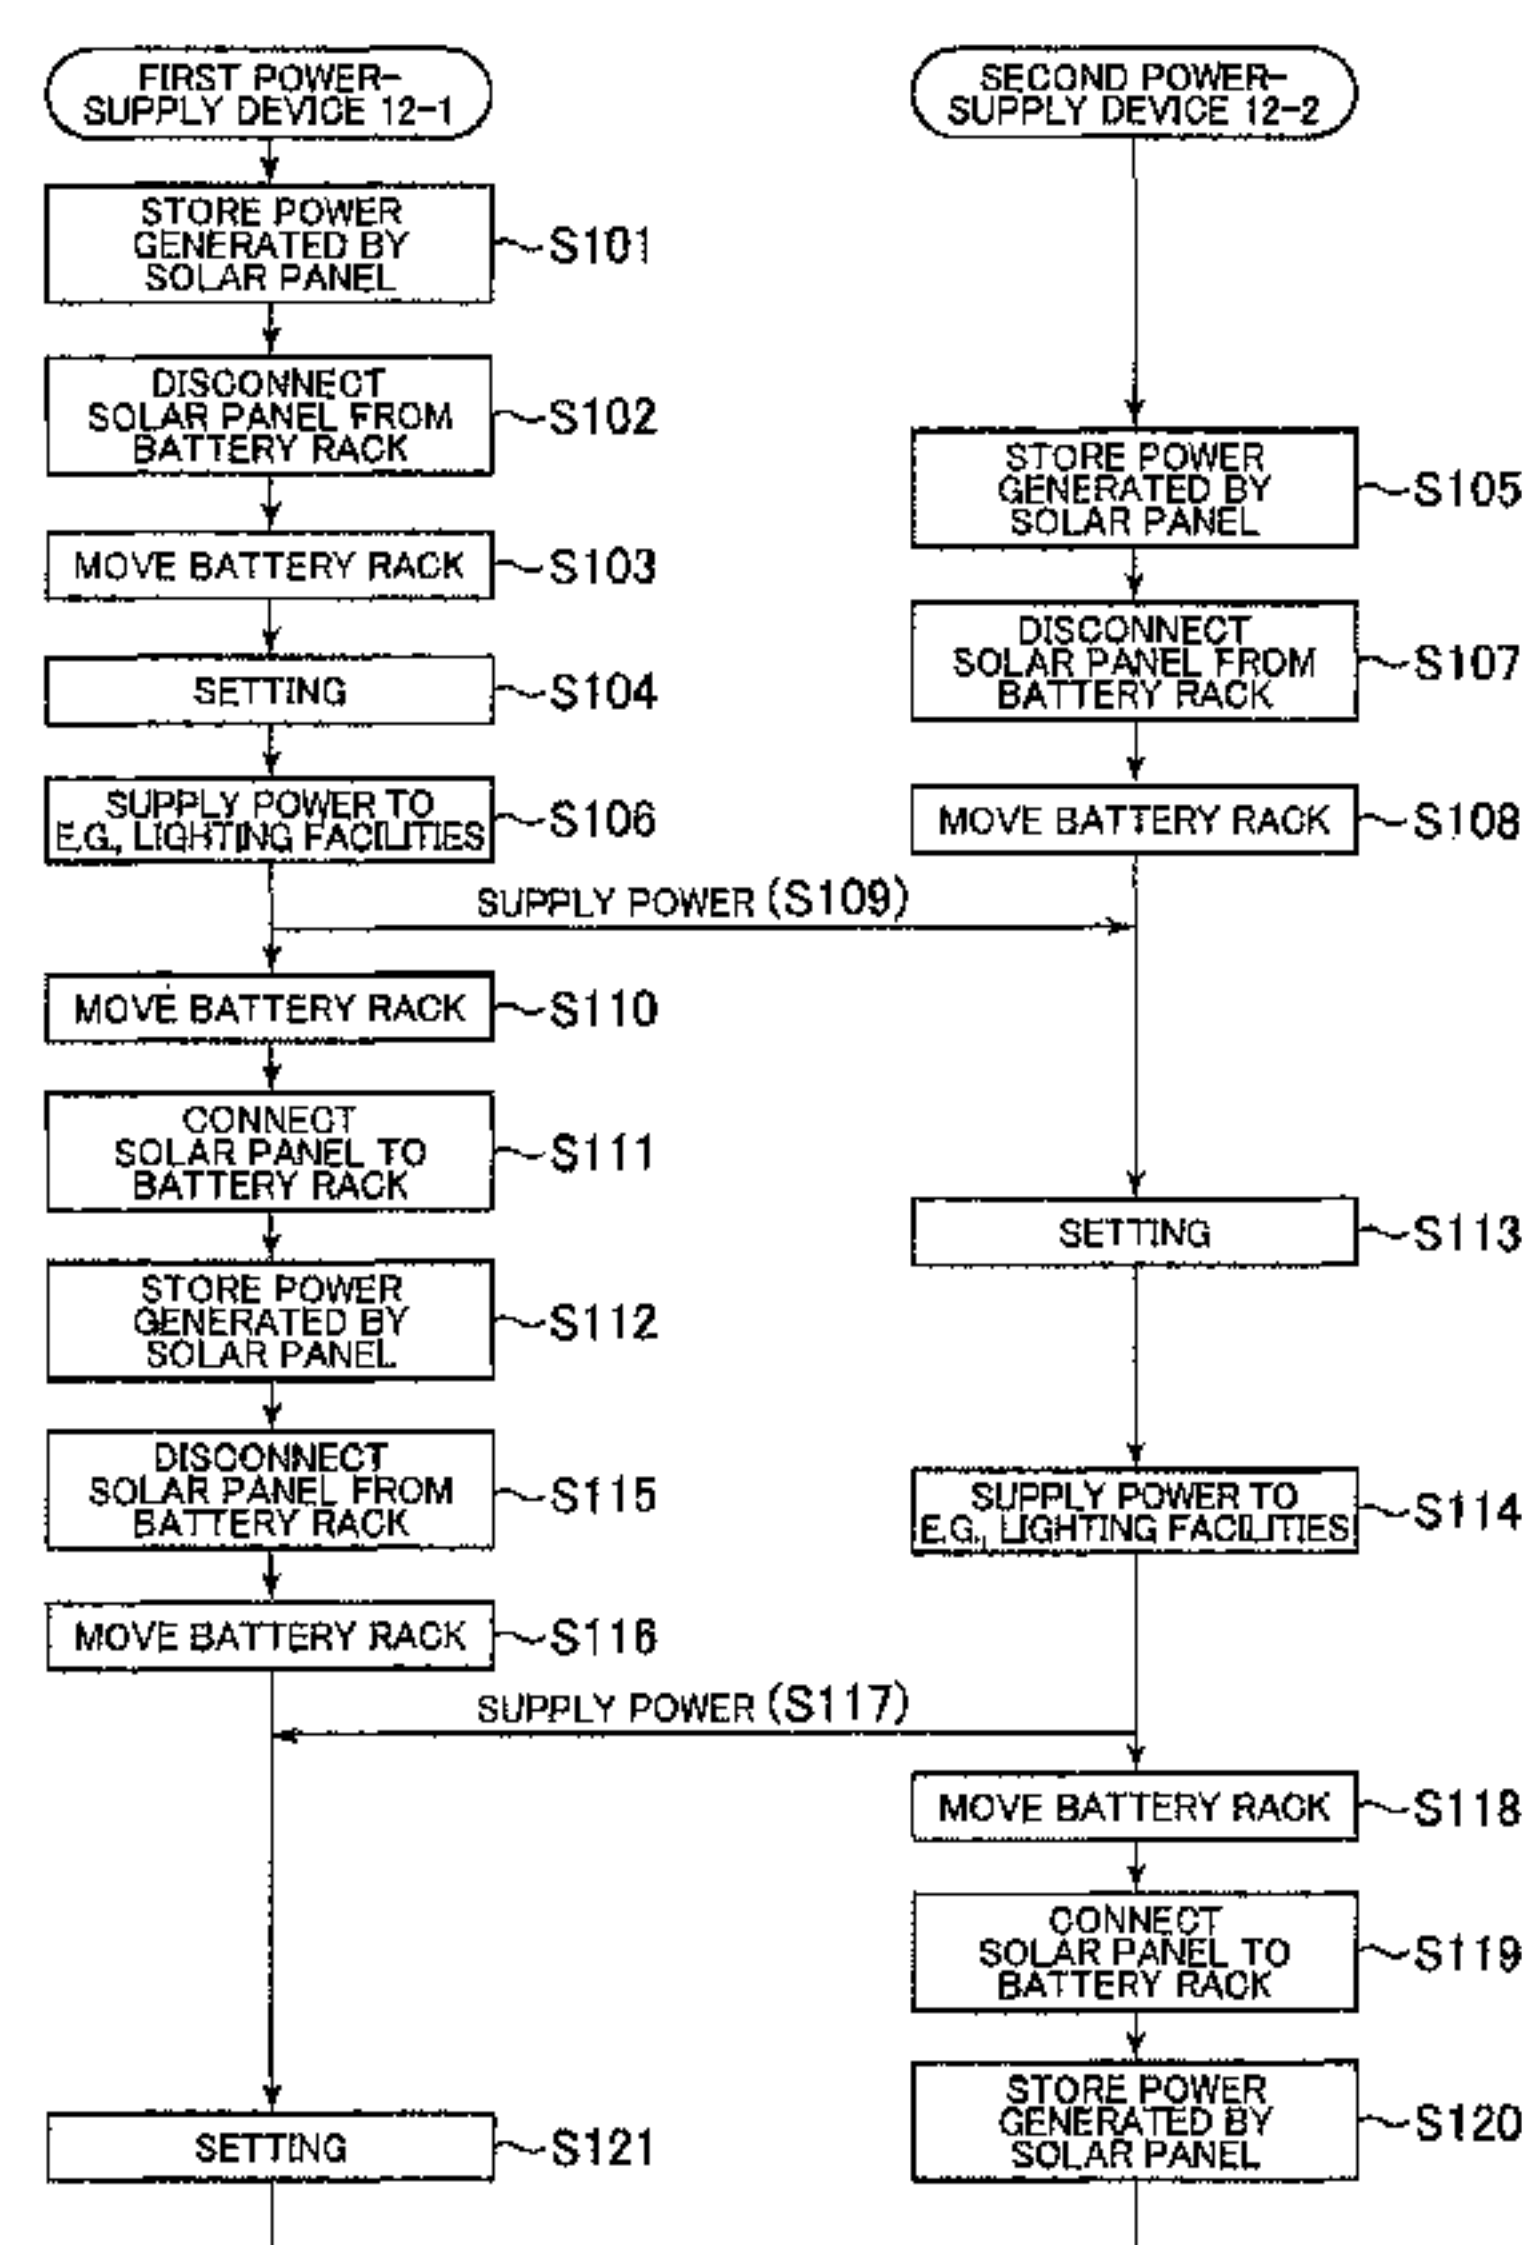 FIRST POWER-
SUPPLY DEVICE 12-1
STORE POWER
GENERATED BY
SOLAR PANEL
S101
DISCONNECT
SOLAR PANEL FROM
BATTERY RACK
S102
MOVE BATTERY RACK
S103
SETTING
S104
SUPPLY POWER TO
E.G., LIGHTING FACILITIES
S106
SECOND POWER-
SUPPLY DEVICE 12-2
STORE POWER
GENERATED BY
SOLAR PANEL
S105
DISCONNECT
SOLAR PANEL FROM
BATTERY RACK
S107
MOVE BATTERY RACK
S108
SUPPLY POWER (S109)
MOVE BATTERY RACK
S110
CONNECT
SOLAR PANEL TO
BATTERY RACK
S111
STORE POWER
GENERATED BY
SOLAR PANEL
S112
DISCONNECT
SOLAR PANEL FROM
BATTERY RACK
S115
MOVE BATTERY RACK
S116
SETTING
S113
SUPPLY POWER TO
E.G., LIGHTING FACILITIES
S114
SUPPLY POWER (S117)
MOVE BATTERY RACK
S118
CONNECT
SOLAR PANEL TO
BATTERY RACK
S119
STORE POWER
GENERATED BY
SOLAR PANEL
S120
SETTING
S121